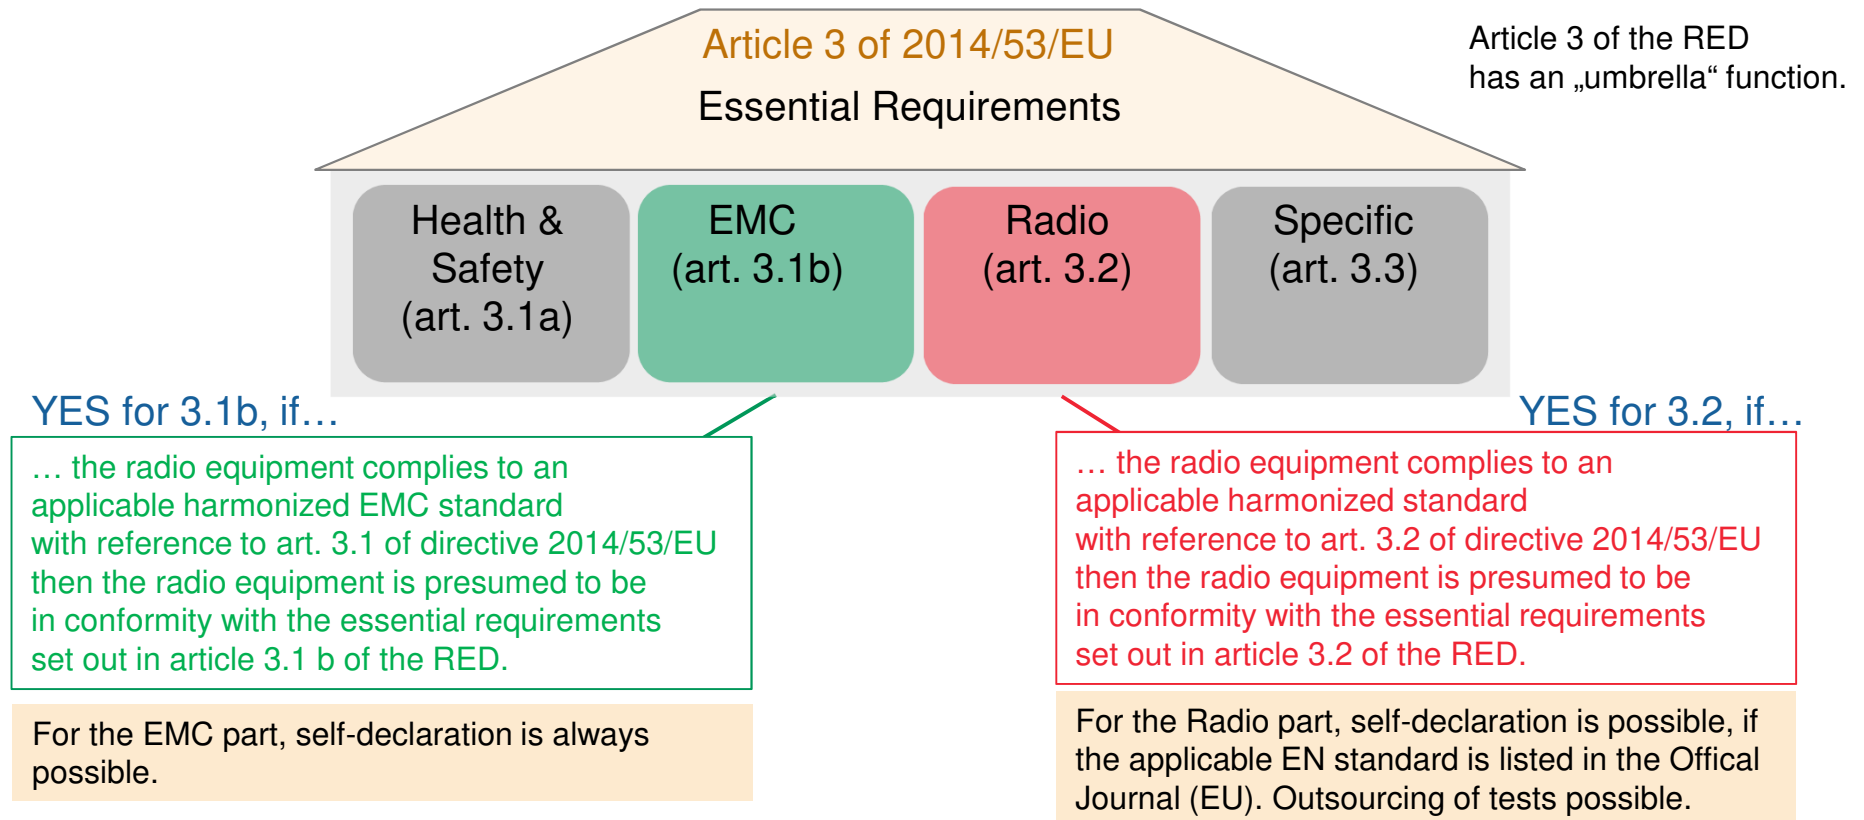 Article 3 of 2014/53/EU
Essential Requirements
Article 3 of the RED
has an „umbrella“ function.
Health &
Safety
(art. 3.1a)
EMC
(art. 3.1b)
Radio
(art. 3.2)
Specific
(art. 3.3)
YES for 3.1b, if…
… the radio equipment complies to an
applicable harmonized EMC standard
with reference to art. 3.1 of directive 2014/53/EU
then the radio equipment is presumed to be
in conformity with the essential requirements
set out in article 3.1 b of the RED.
For the EMC part, self-declaration is always
possible.
YES for 3.2, if…
… the radio equipment complies to an
applicable harmonized standard
with reference to art. 3.2 of directive 2014/53/EU
then the radio equipment is presumed to be
in conformity with the essential requirements
set out in article 3.2 of the RED.
For the Radio part, self-declaration is possible, if
the applicable EN standard is listed in the Offical
Journal (EU). Outsourcing of tests possible.